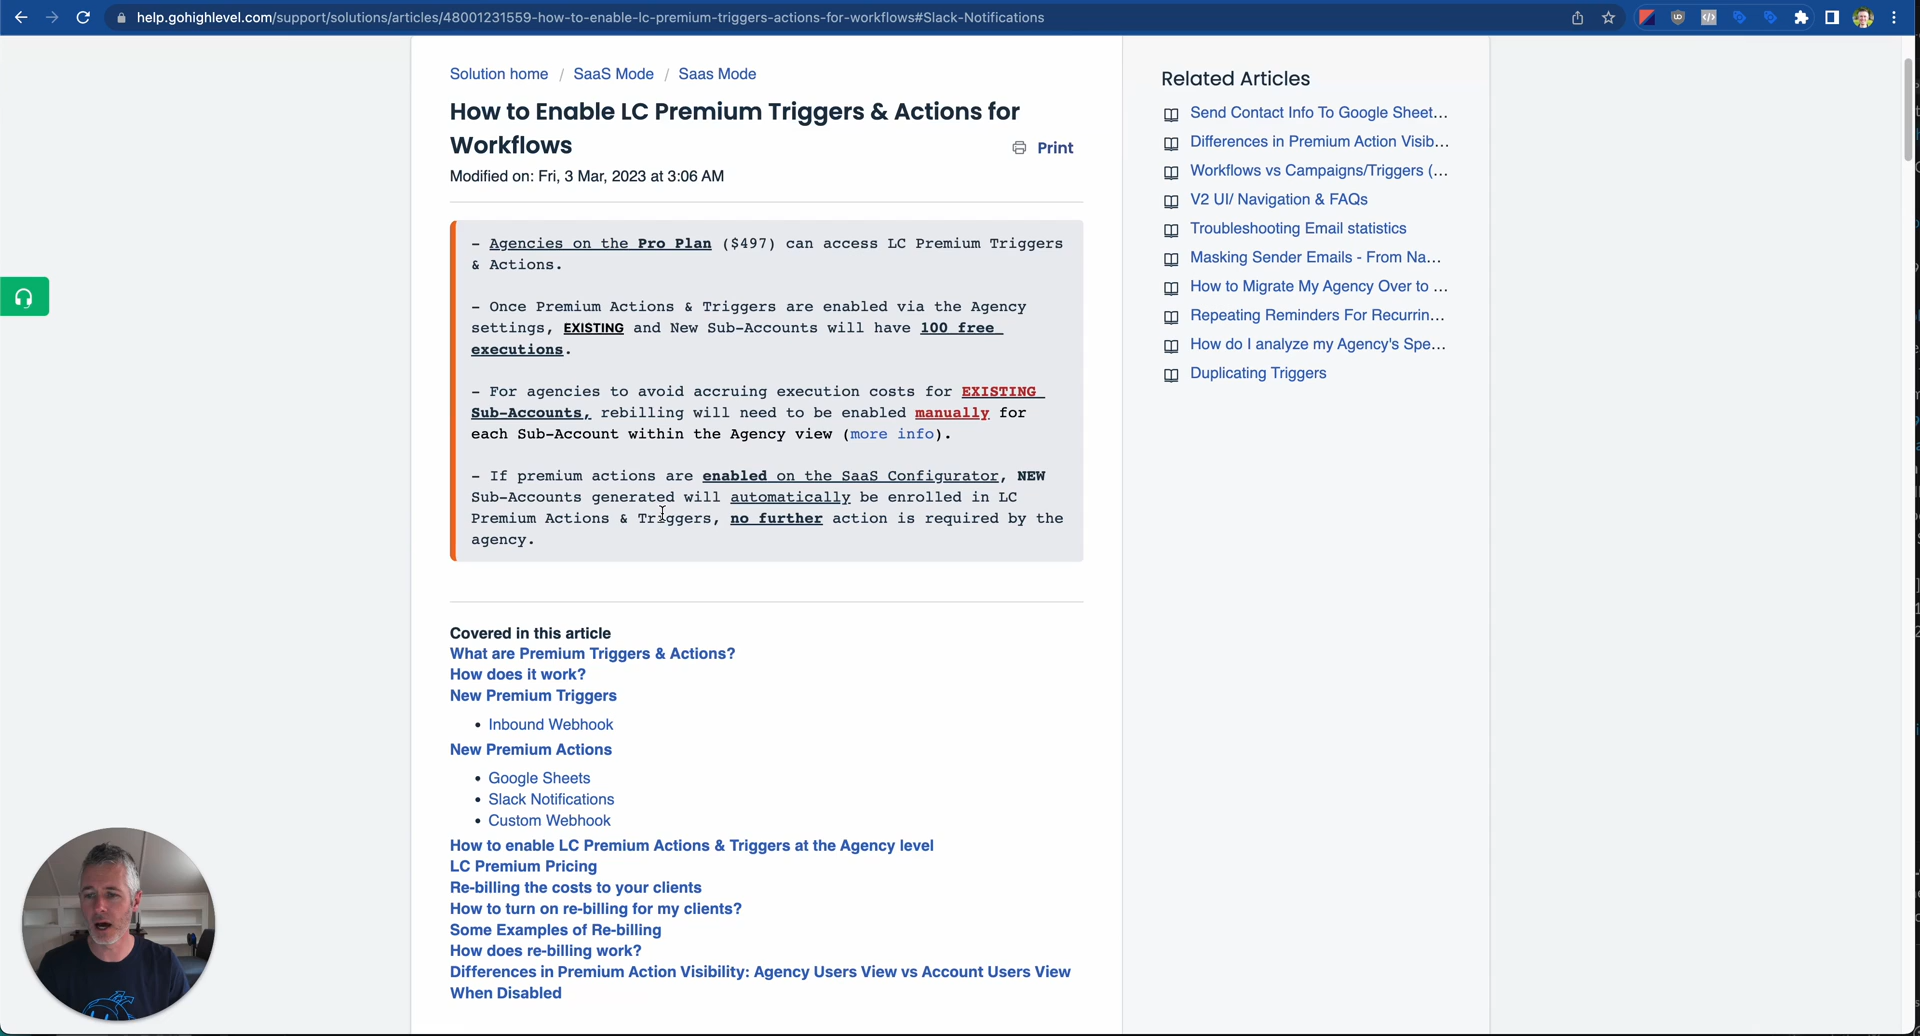 help.gohighlevel.com/support/solutions/articles/48001231559-how-to-enable-lc-premium-triggers-actions-for-workflows#Slack-Notifications
Solution home / SaaS Mode / Saas Mode
How to Enable LC Premium Triggers & Actions for
Workflows
Print
Modified on: Fri, 3 Mar, 2023 at 3:06 AM
- Agencies on the Pro Plan ($497) can access LC Premium Triggers
& Actions.
- Once Premium Actions & Triggers are enabled via the Agency
settings, EXISTING and New Sub-Accounts will have 100 free
executions.
- For agencies to avoid accruing execution costs for EXISTING
Sub-Accounts, rebilling will need to be enabled manually for
each Sub-Account within the Agency view (more info).
- If premium actions are enabled on the SaaS Configurator, NEW
Sub-Accounts generated will automatically be enrolled in LC
Premium Actions & Triggers, no further action is required by the
agency.
Covered in this article
What are Premium Triggers & Actions?
How does it work?
New Premium Triggers
• Inbound Webhook
New Premium Actions
• Google Sheets
• Slack Notifications
• Custom Webhook
How to enable LC Premium Actions & Triggers at the Agency level
LC Premium Pricing
Re-billing the costs to your clients
How to turn on re-billing for my clients?
Some Examples of Re-billing
How does re-billing work?
Differences in Premium Action Visibility: Agency Users View vs Account Users View
When Disabled
Related Articles
Send Contact Info To Google Sheet...
Differences in Premium Action Visib...
Workflows vs Campaigns/Triggers (...
V2 UI/ Navigation & FAQs
Troubleshooting Email statistics
Masking Sender Emails - From Na...
How to Migrate My Agency Over to ...
Repeating Reminders For Recurrin...
How do I analyze my Agency's Spe...
Duplicating Triggers